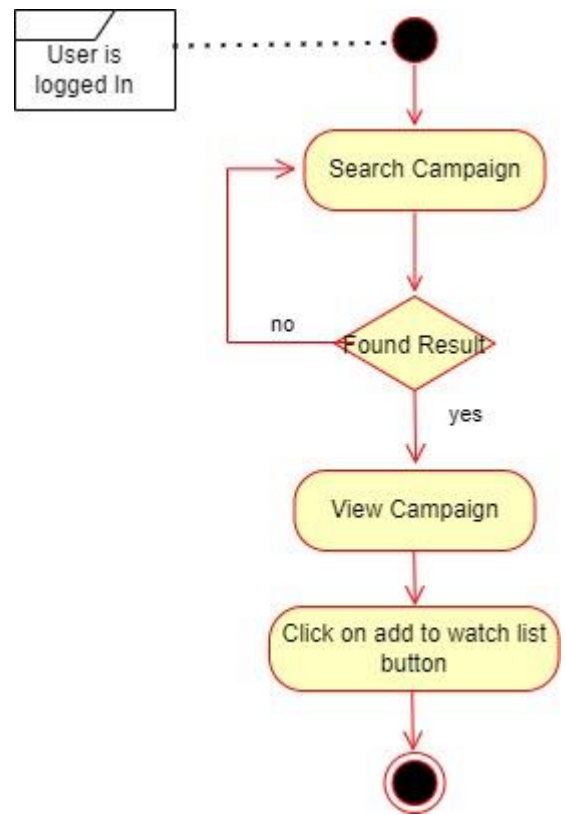 User is
logged In
Search Campaign
Found Result
no
yes
View Campaign
Click on add to watch list
button